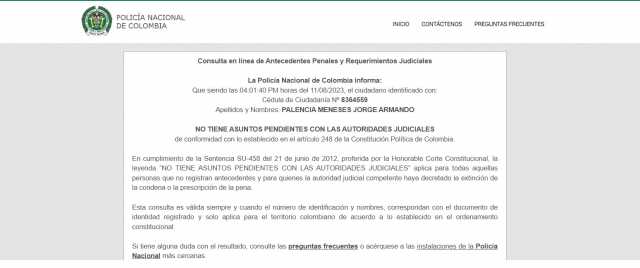 POLICÍA NACIONAL
DE COLOMBIA
INICIO CONTÁCTENOS PREGUNTAS FRECUENTES
Consulta en línea de Antecedentes Penales y Requerimientos Judiciales
La Policía Nacional de Colombia informa:
Que siendo las 04:01:40 PM horas del 11/08/2023, el ciudadano identificado con:
Cédula de Ciudadanía Nº 8364559
Apellidos y Nombres: PALENCIA MENESES JORGE ARMANDO
NO TIENE ASUNTOS PENDIENTES CON LAS AUTORIDADES JUDICIALES
de conformidad con lo establecido en el artículo 248 de la Constitución Política de Colombia.
En cumplimiento de la Sentencia SU-458 del 21 de junio de 2012, proferida por la Honorable Corte Constitucional, la
leyenda "NO TIENE ASUNTOS PENDIENTES CON LAS AUTORIDADES JUDICIALES" aplica para todas aquellas
personas que no registran antecedentes y para quienes la autoridad judicial competente haya decretado la extinción de
la condena o la prescripción de la pena.
Esta consulta es válida siempre y cuando el número de identificación y nombres, correspondan con el documento de
identidad registrado y solo aplica para el territorio colombiano de acuerdo a lo establecido en el ordenamiento
constitucional.
Si tiene alguna duda con el resultado, consulte las preguntas frecuentes o acérquese a las instalaciones de la Policía
Nacional más cercanas.